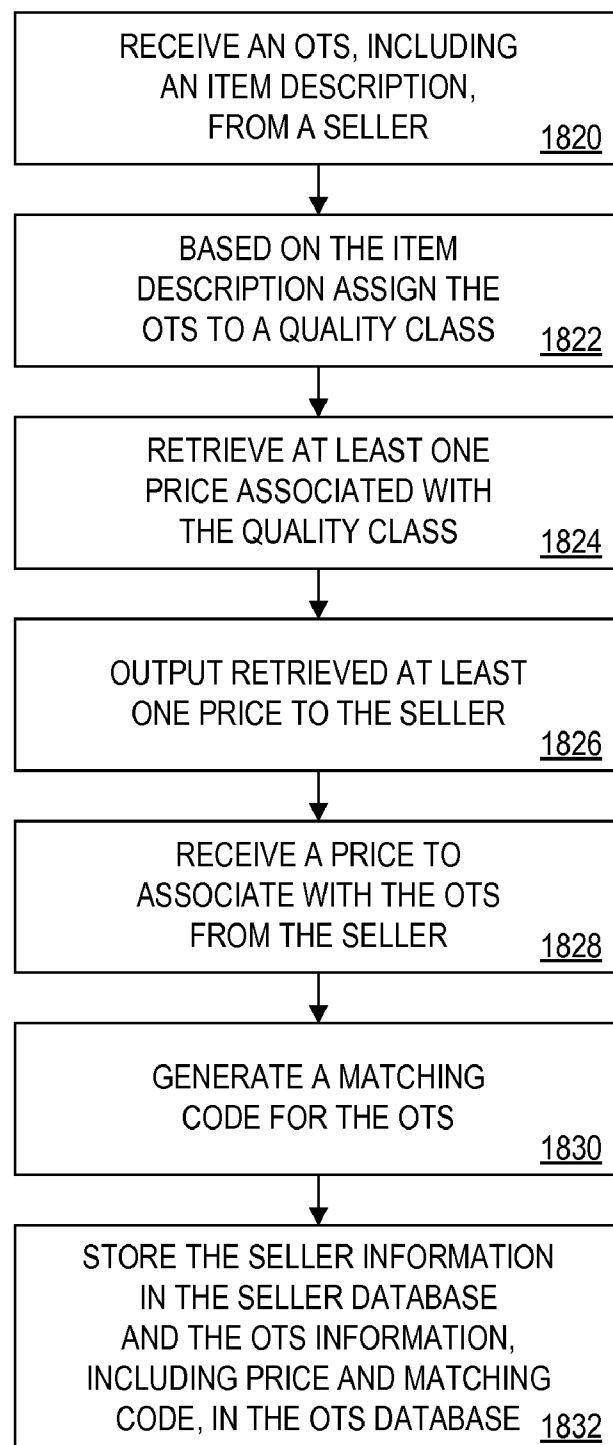 RECEIVE AN OTS, INCLUDING
AN ITEM DESCRIPTION,
FROM A SELLER
1820
BASED ON THE ITEM
DESCRIPTION ASSIGN THE
OTS TO A QUALITY CLASS
1822
RETRIEVE AT LEAST ONE
PRICE ASSOCIATED WITH
THE QUALITY CLASS
1824
OUTPUT RETRIEVED AT LEAST
ONE PRICE TO THE SELLER
1826
RECEIVE A PRICE TO
ASSOCIATE WITH THE OTS
FROM THE SELLER
1828
GENERATE A MATCHING
CODE FOR THE OTS
1830
STORE THE SELLER INFORMATION
IN THE SELLER DATABASE
AND THE OTS INFORMATION,
INCLUDING PRICE AND MATCHING
CODE, IN THE OTS DATABASE 1832